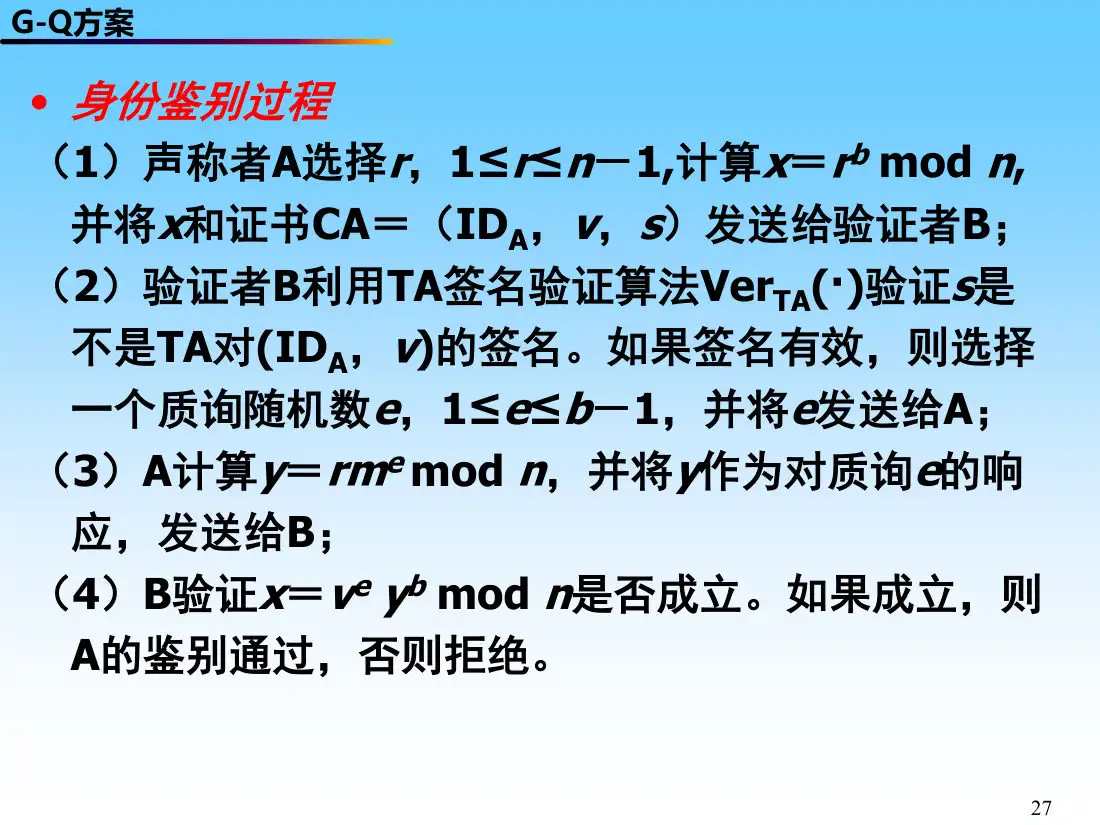 G-Q方案
• 身份鉴别过程
（1）声称者A选择r，1≤r≤n－1,计算x＝r^b mod n,
并将x和证书CA＝（ID_A，v，s）发送给验证者B；
（2）验证者B利用TA签名验证算法Ver_TA(·)验证s是
不是TA对(ID_A，v)的签名。如果签名有效，则选择
一个质询随机数e，1≤e≤b－1，并将e发送给A；
（3）A计算y＝rm^e mod n，并将y作为对质询e的响
应，发送给B；
（4）B验证x＝v^e y^b mod n是否成立。如果成立，则
A的鉴别通过，否则拒绝。
27